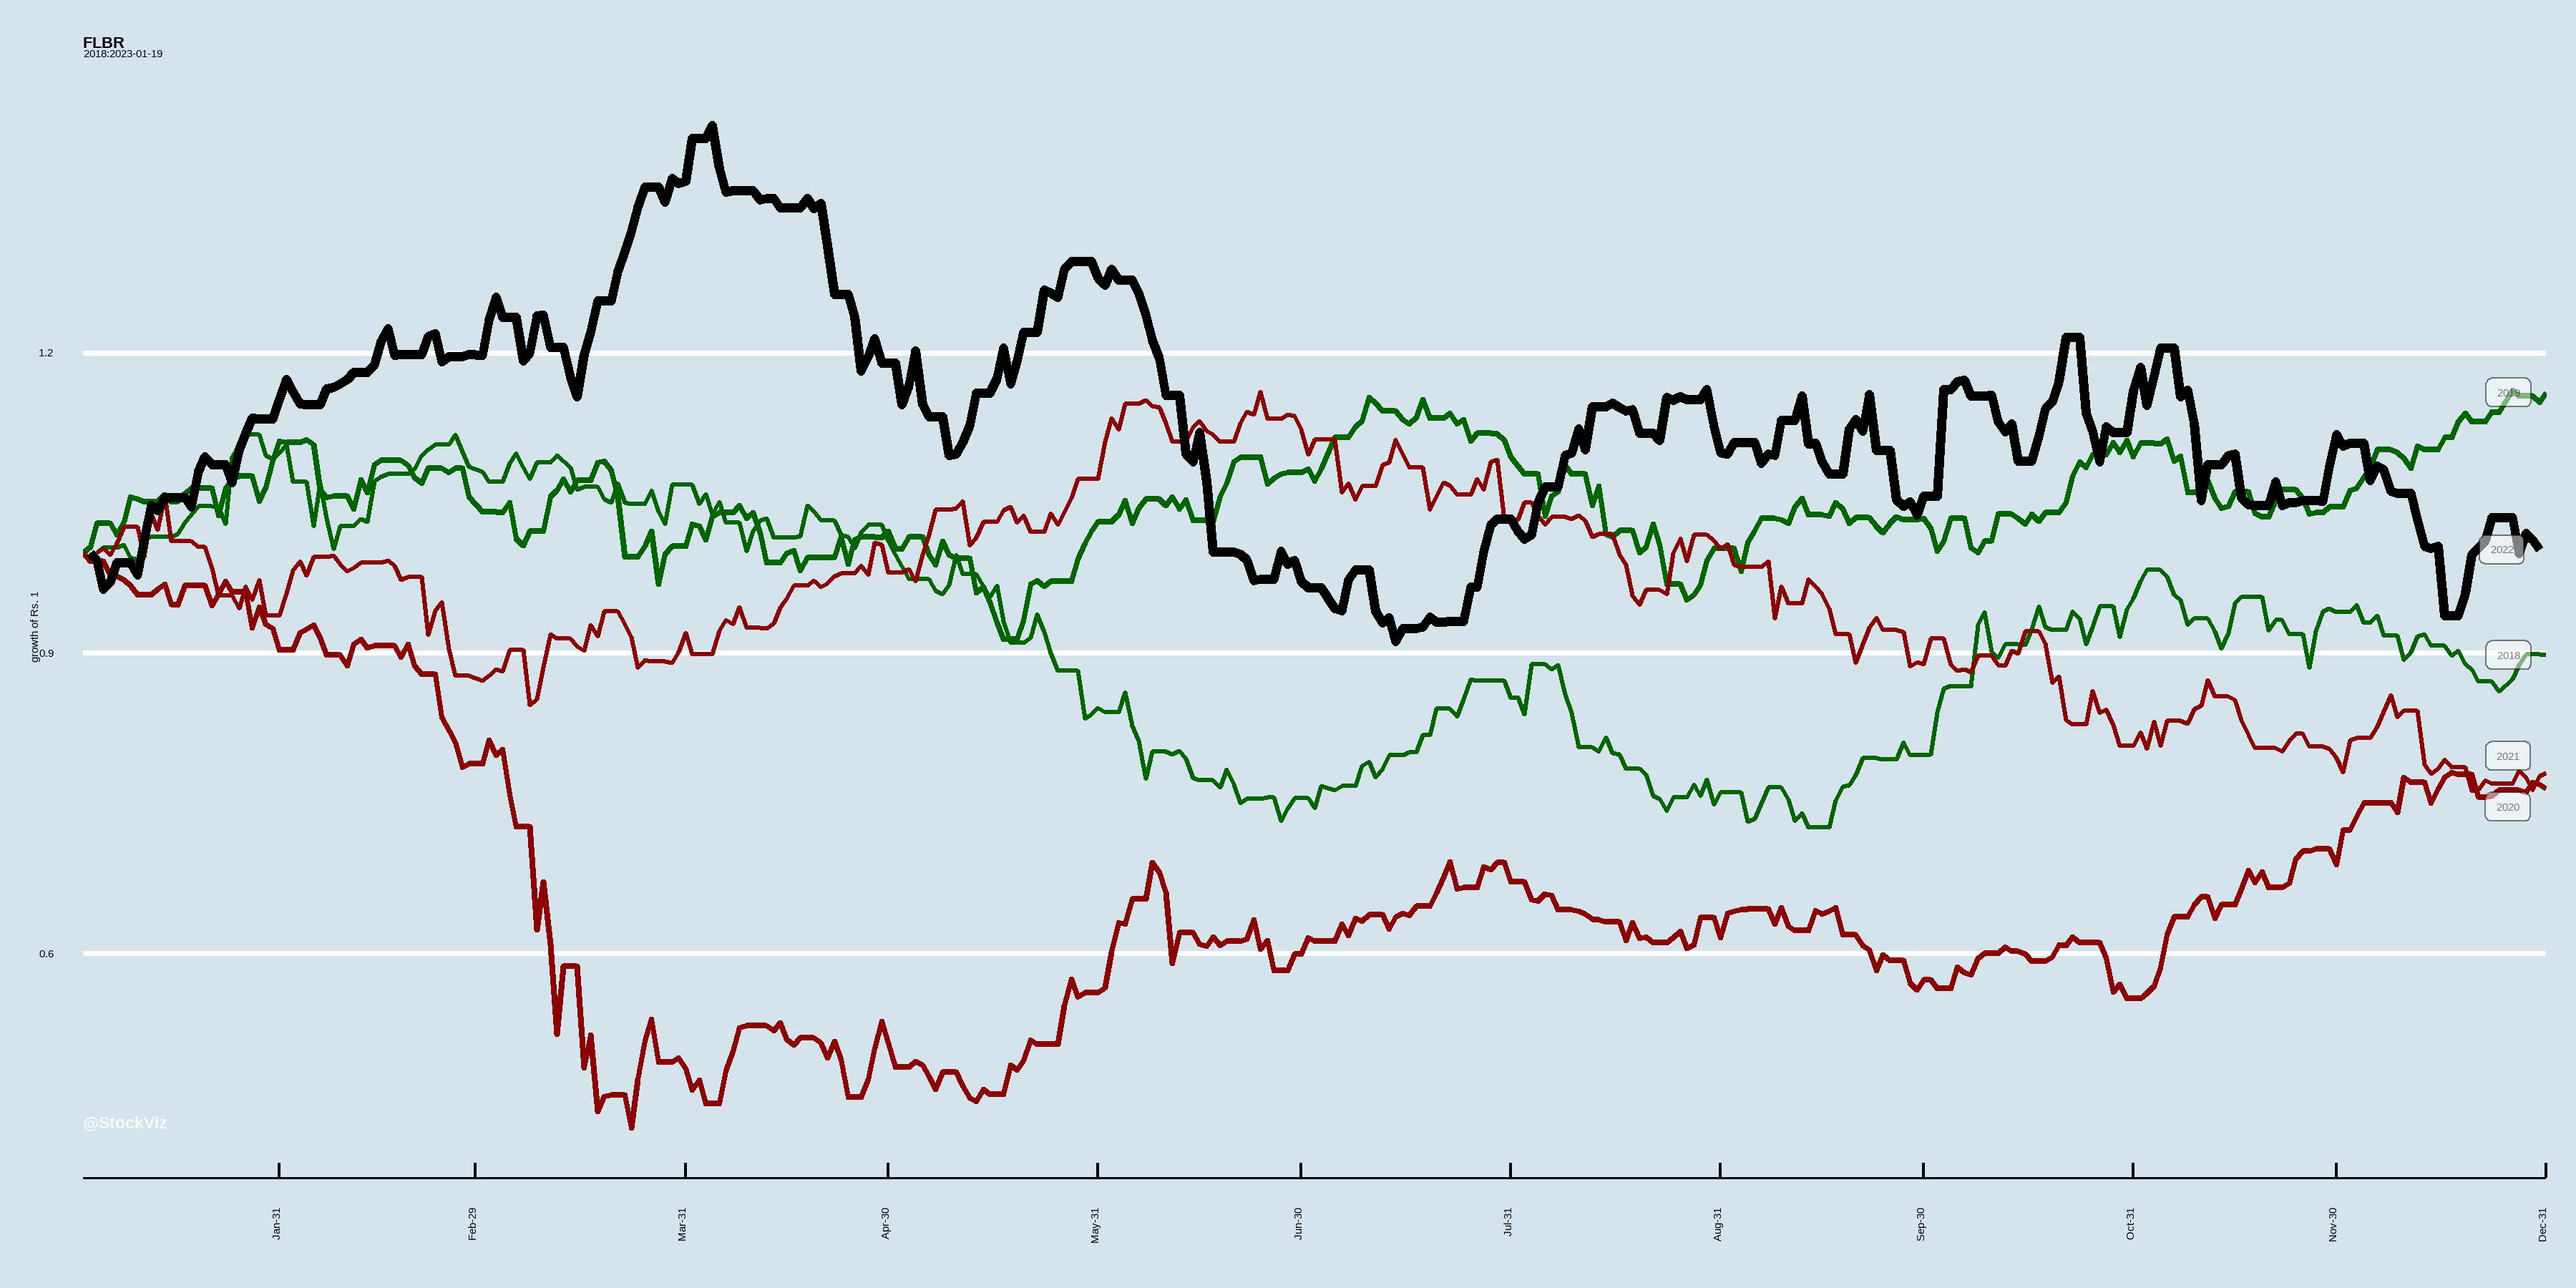 FLBR
2018:2023-01-19
1.2
0.9
0.6
growth of Rs. 1
2019
2022
2018
2021
2020
@StockViz
Jan-31
Feb-29
Mar-31
Apr-30
May-31
Jun-30
Jul-31
Aug-31
Sep-30
Oct-31
Nov-30
Dec-31